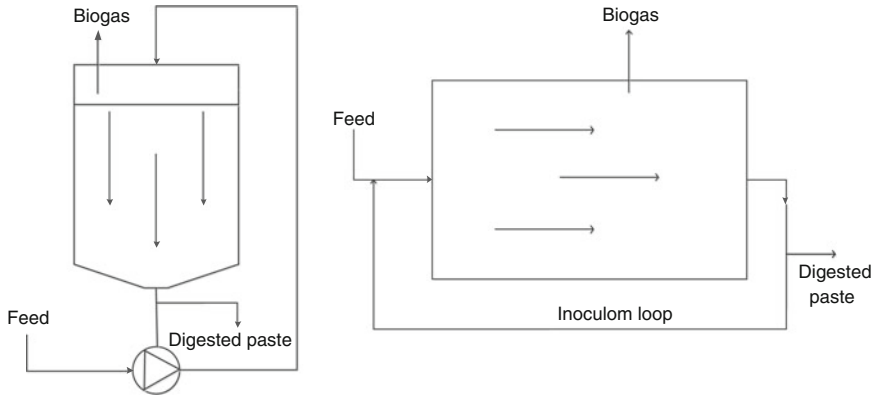 Biogas
Feed
Digested paste
Biogas
Feed
Inoculom loop
Digested
paste